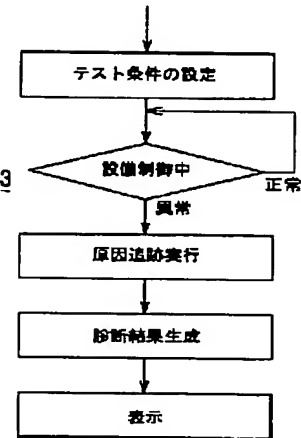 テスト条件の設定
設備制御中
3
正常
異常
原因追跡実行
診断結果生成
表示